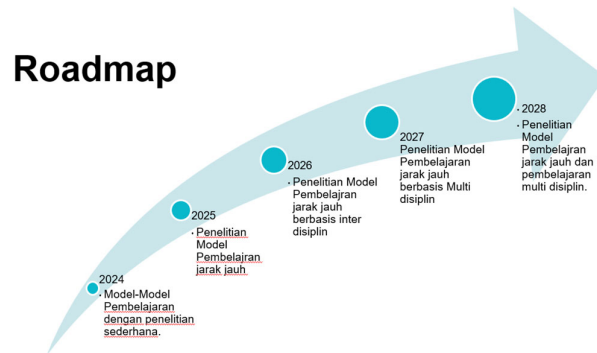 Roadmap
2024
· Model-Model
Pembelajaran
dengan penelitian
sederhana.
2025
· Penelitian
Model
Pembelajran
jarak jauh
2026
· Penelitian Model
Pembelajran
jarak jauh
berbasis inter
disiplin
2027
Penelitian Model
Pembelajaran
jarak jauh
berbasis Multi
disiplin
· 2028
· Penelitian
Model
Pembelajran
jarak jauh dan
pembelajaran
multi disiplin.